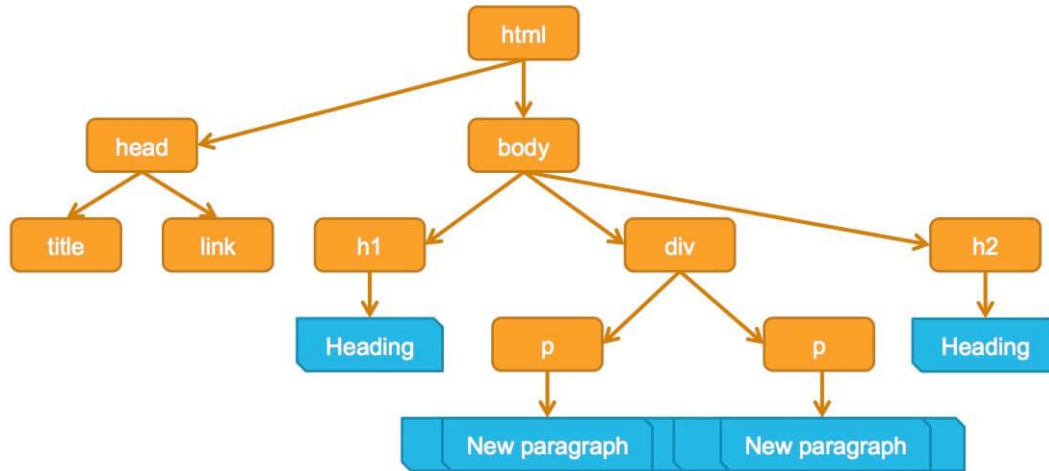 html
head
body
title
link
h1
div
h2
Heading
p
p
Heading
New paragraph
New paragraph